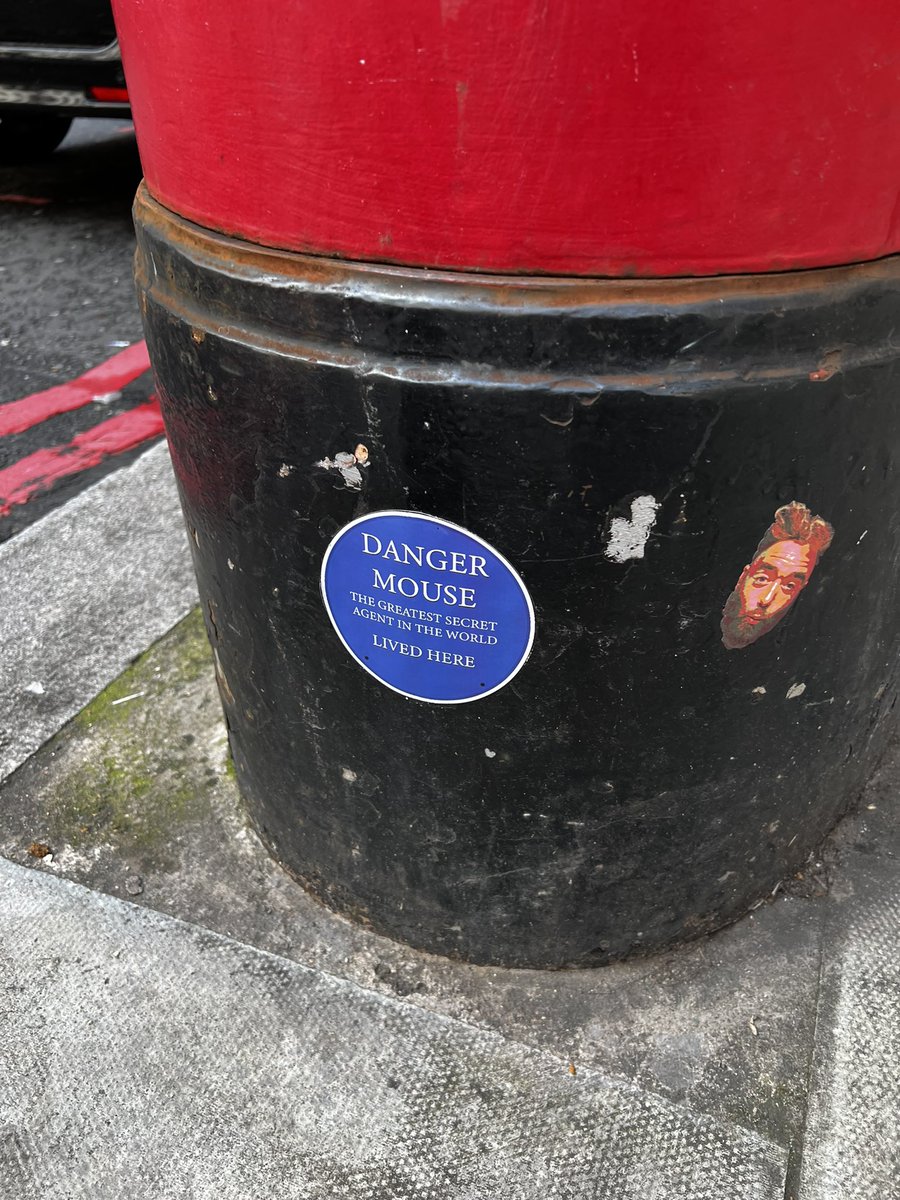 DANGER
MOUSE
THE GREATEST SECRET
AGENT IN THE WORLD
LIVED HERE